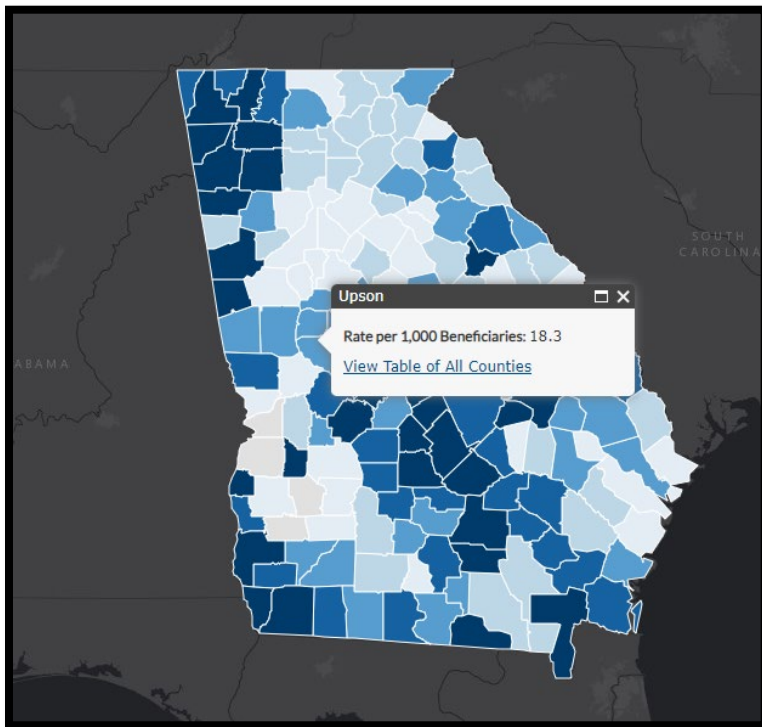 SOUTH
CAROLINA
Upson
Rate per 1,000 Beneficiaries: 18.3
View Table of All Counties
ABAMA